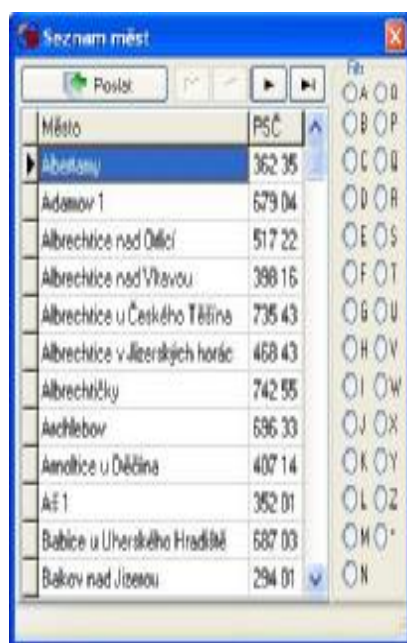 Seznam měst
Poslat
Filtr
Město PSČ
Abertamy 362 35
Adamov 1 679 04
Albrechtice nad Orlicí 517 22
Albrechtice nad Vltavou 398 16
Albrechtice u Českého Těšína 735 43
Albrechtice v Jizerských horác 468 43
Albrechtičky 742 55
Archlebov 696 33
Arnoltice u Děčína 407 14
Aš 1 352 01
Babice u Uherského Hradiště 687 03
Bakov nad Jizerou 294 01
A O
B P
C Q
D R
E S
F T
G U
H V
I W
J X
K Y
L Z
M *
N